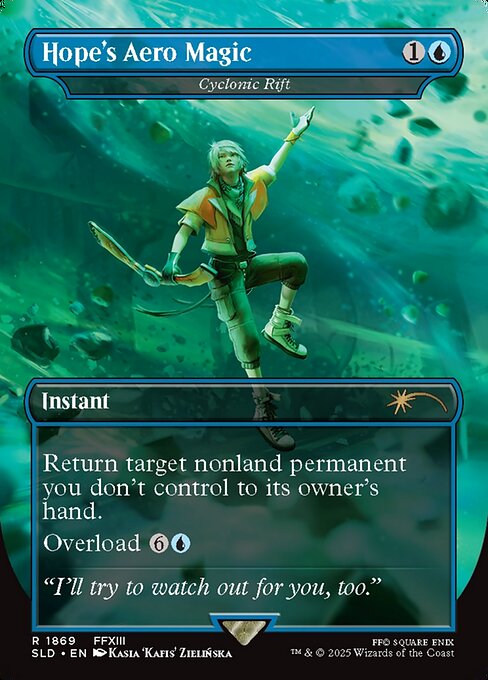 Hope's Aero Magic 1
Cyclonic Rift
Instant
Return target nonland permanent
you don't control to its owner's
hand.
Overload 6
"I'll try to watch out for you, too."
R 1869 FFXIII FF© SQUARE ENIX
SLD • EN Kasia 'Kafis' Zielińska ™ & © 2025 Wizards of the Coast